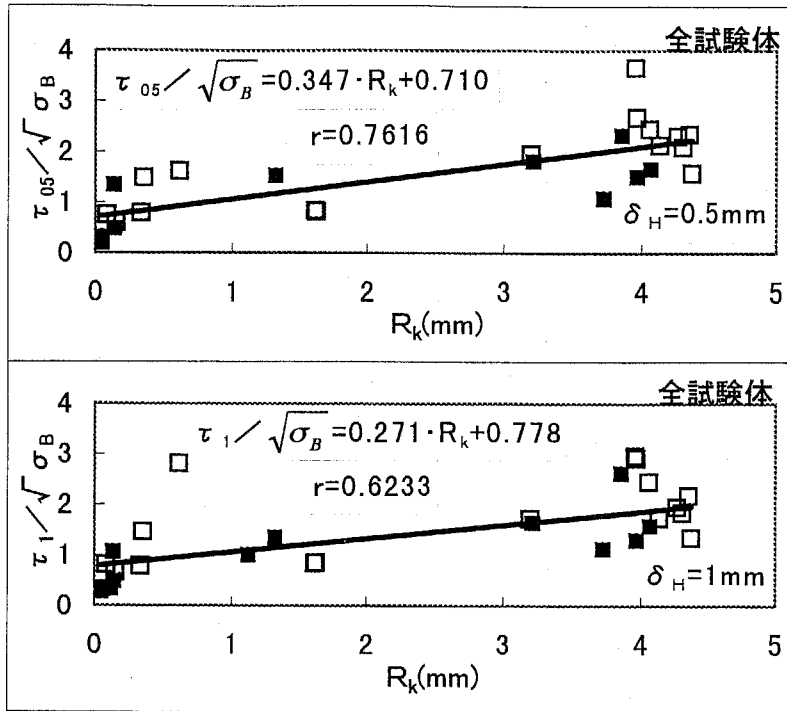 全試験体
τ05/√σB=0.347·Rk+0.710
r=0.7616
δH=0.5mm
τ05/√σB
4
3
2
1
0
0 1 2 3 4 5
Rk(mm)
全試験体
τ1/√σB=0.271·Rk+0.778
r=0.6233
δH=1mm
τ1/√σB
4
3
2
1
0
0 1 2 3 4 5
Rk(mm)